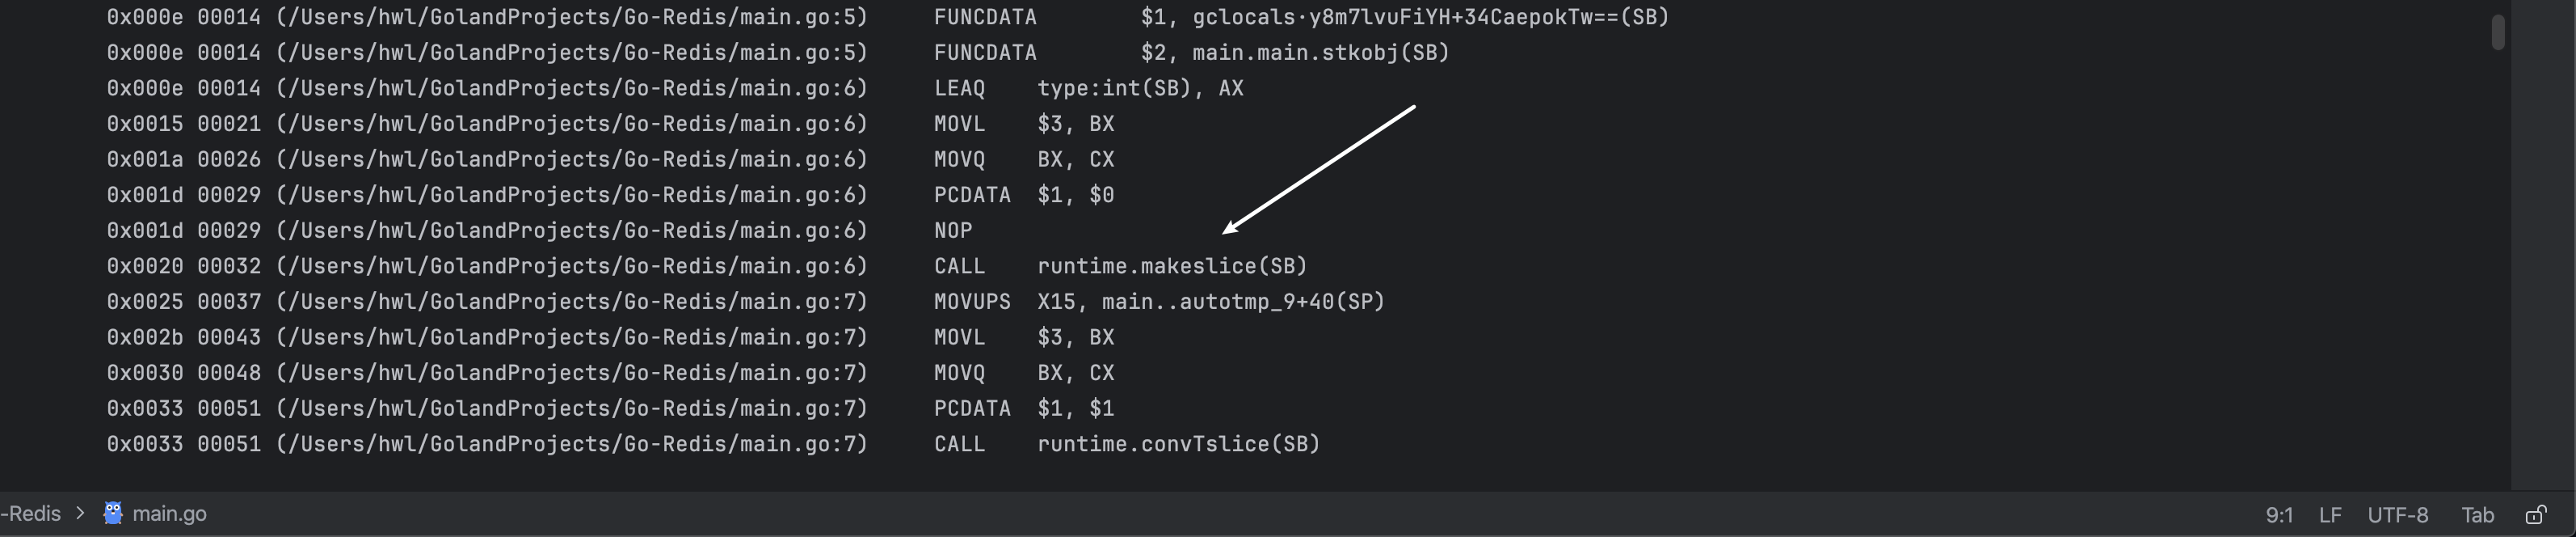 0x000e 00014 (/Users/hwl/GolandProjects/Go-Redis/main.go:5) FUNCDATA $1, gclocals·y8m7lvuFiYH+34CaepokTw==(SB)
0x000e 00014 (/Users/hwl/GolandProjects/Go-Redis/main.go:5) FUNCDATA $2, main.main.stkobj(SB)
0x000e 00014 (/Users/hwl/GolandProjects/Go-Redis/main.go:6) LEAQ type:int(SB), AX
0x0015 00021 (/Users/hwl/GolandProjects/Go-Redis/main.go:6) MOVL $3, BX
0x001a 00026 (/Users/hwl/GolandProjects/Go-Redis/main.go:6) MOVQ BX, CX
0x001d 00029 (/Users/hwl/GolandProjects/Go-Redis/main.go:6) PCDATA $1, $0
0x001d 00029 (/Users/hwl/GolandProjects/Go-Redis/main.go:6) NOP
0x0020 00032 (/Users/hwl/GolandProjects/Go-Redis/main.go:6) CALL runtime.makeslice(SB)
0x0025 00037 (/Users/hwl/GolandProjects/Go-Redis/main.go:7) MOVUPS X15, main..autotmp_9+40(SP)
0x002b 00043 (/Users/hwl/GolandProjects/Go-Redis/main.go:7) MOVL $3, BX
0x0030 00048 (/Users/hwl/GolandProjects/Go-Redis/main.go:7) MOVQ BX, CX
0x0033 00051 (/Users/hwl/GolandProjects/Go-Redis/main.go:7) PCDATA $1, $1
0x0033 00051 (/Users/hwl/GolandProjects/Go-Redis/main.go:7) CALL runtime.convTslice(SB)
-Redis > main.go 9:1 LF UTF-8 Tab